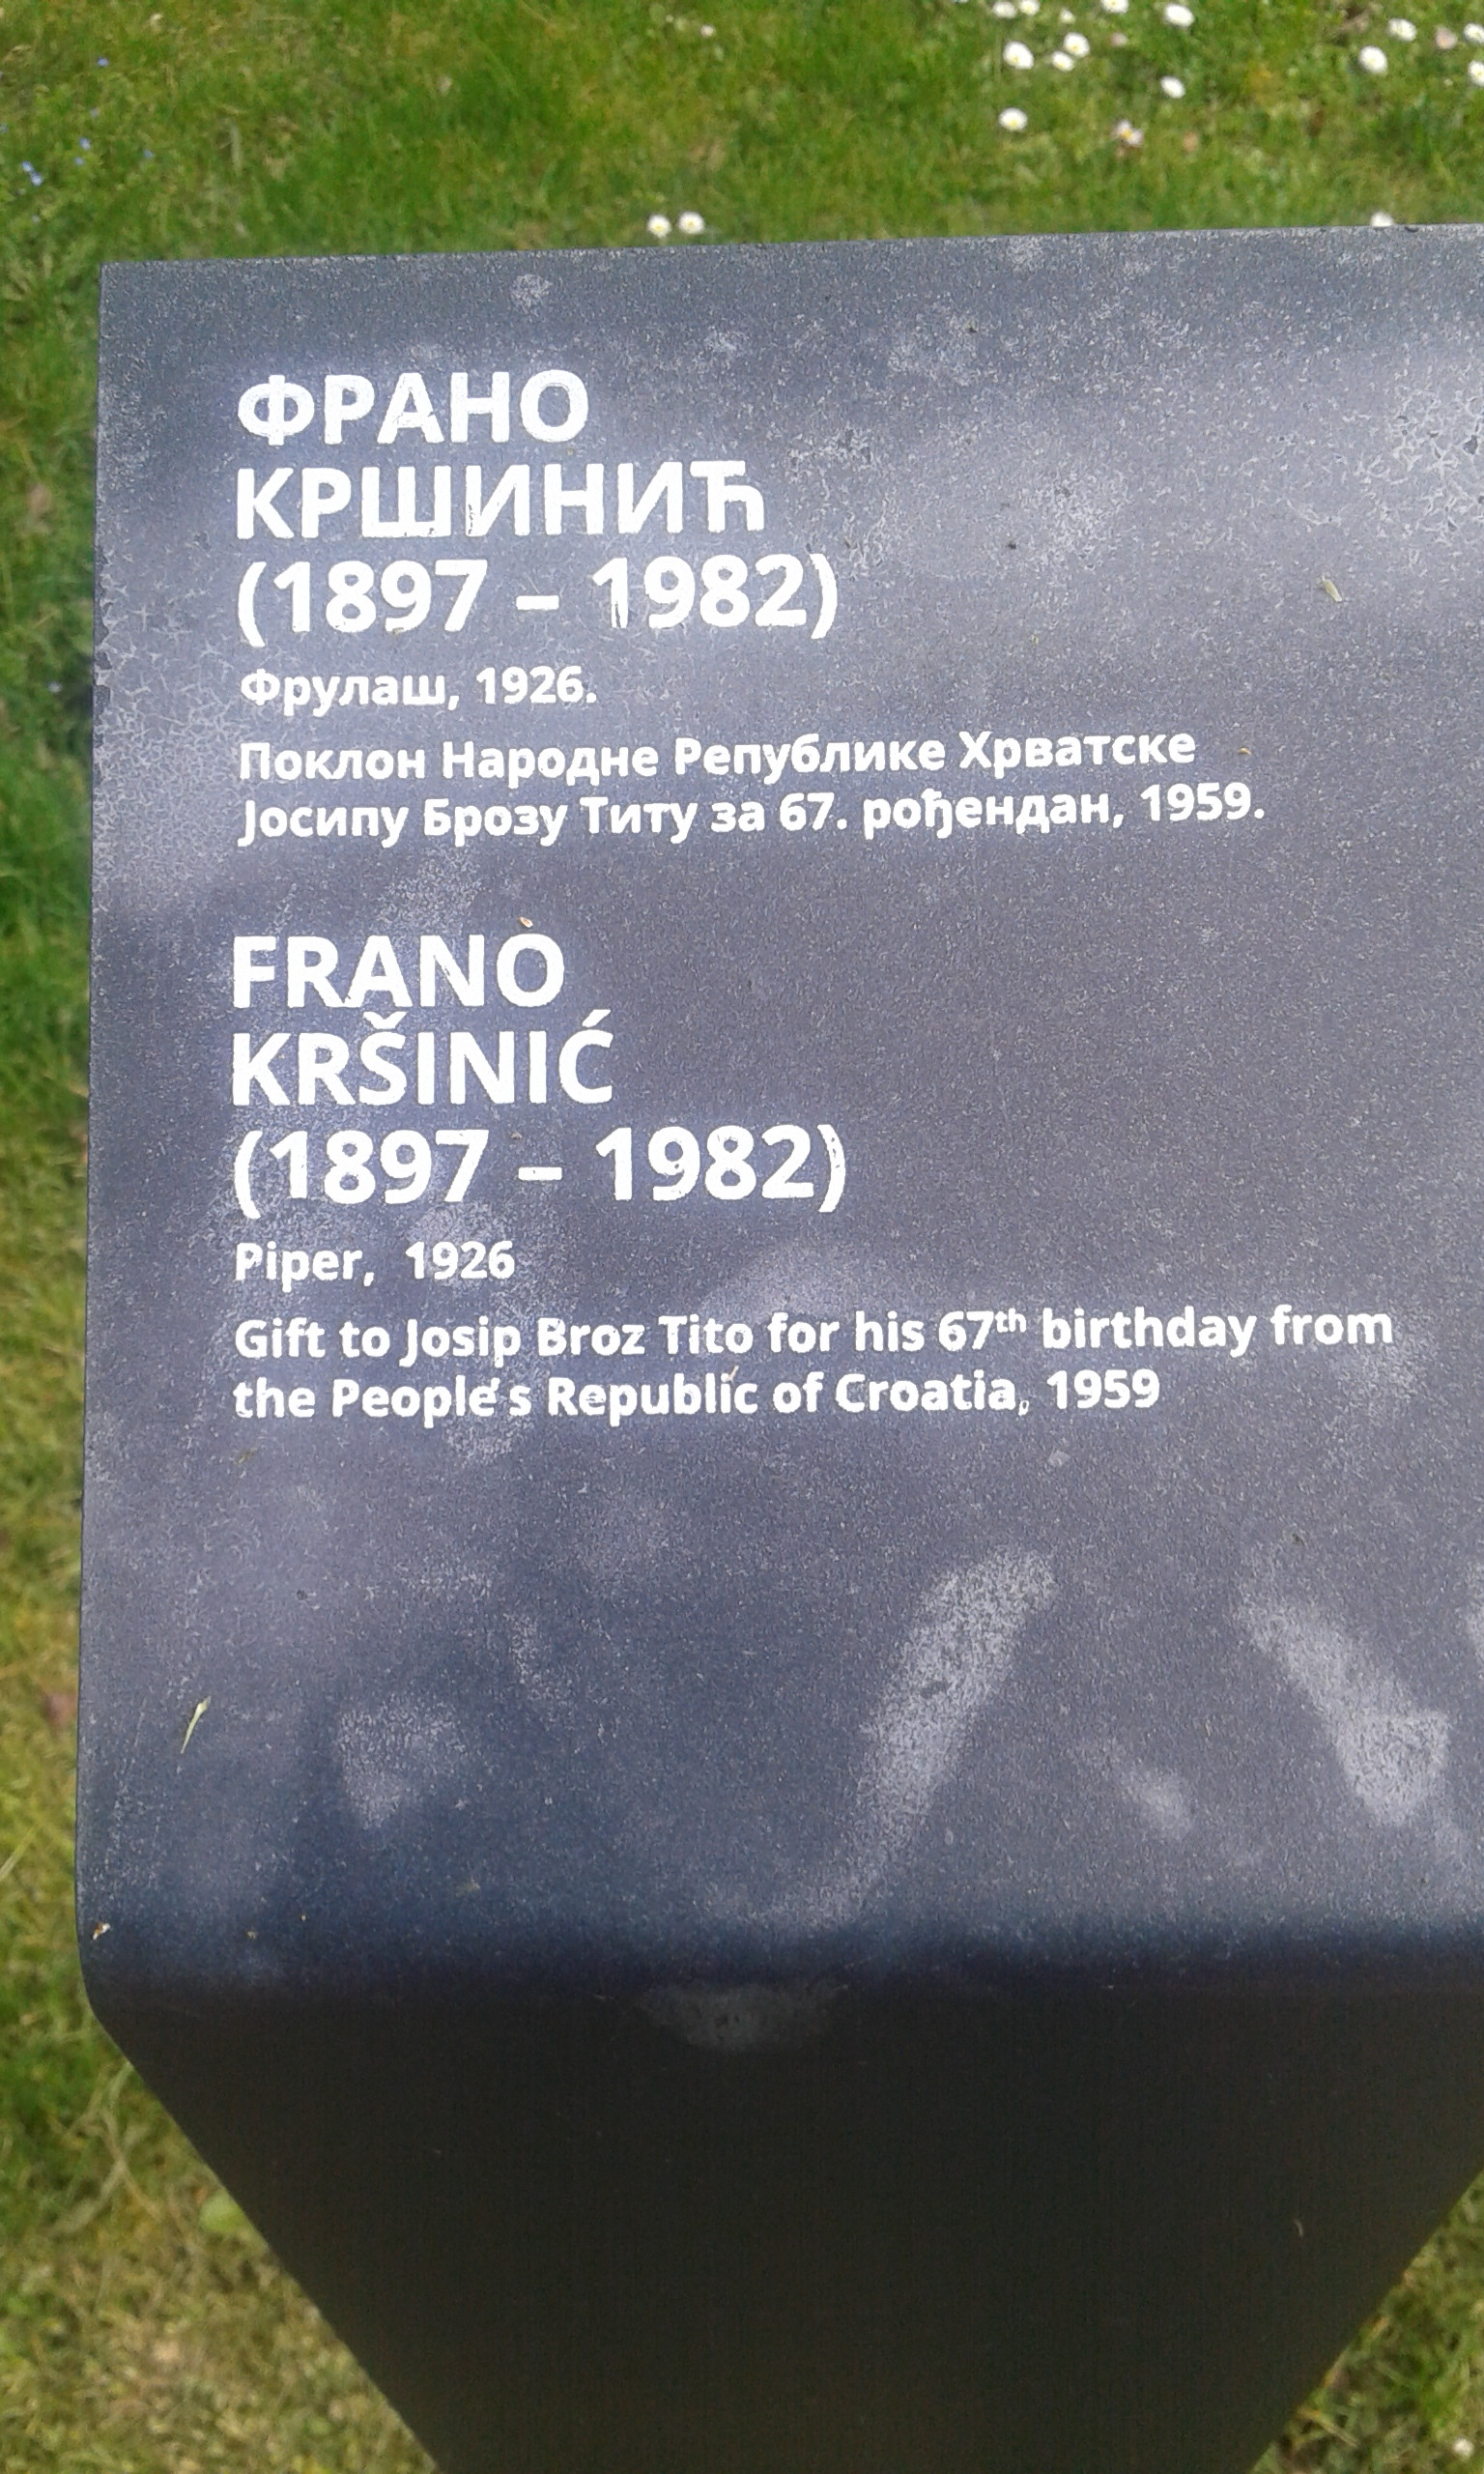 ФРАНО
КРШИНИЋ
(1897 – 1982)
Фрулаш, 1926.
Поклон Народне Републике Хрватске
Јосипу Брозу Титу за 67. рођендан, 1959.
FRANO
KRŠINIĆ
(1897 – 1982)
Piper, 1926
Gift to Josip Broz Tito for his 67th birthday from
the People's Republic of Croatia, 1959